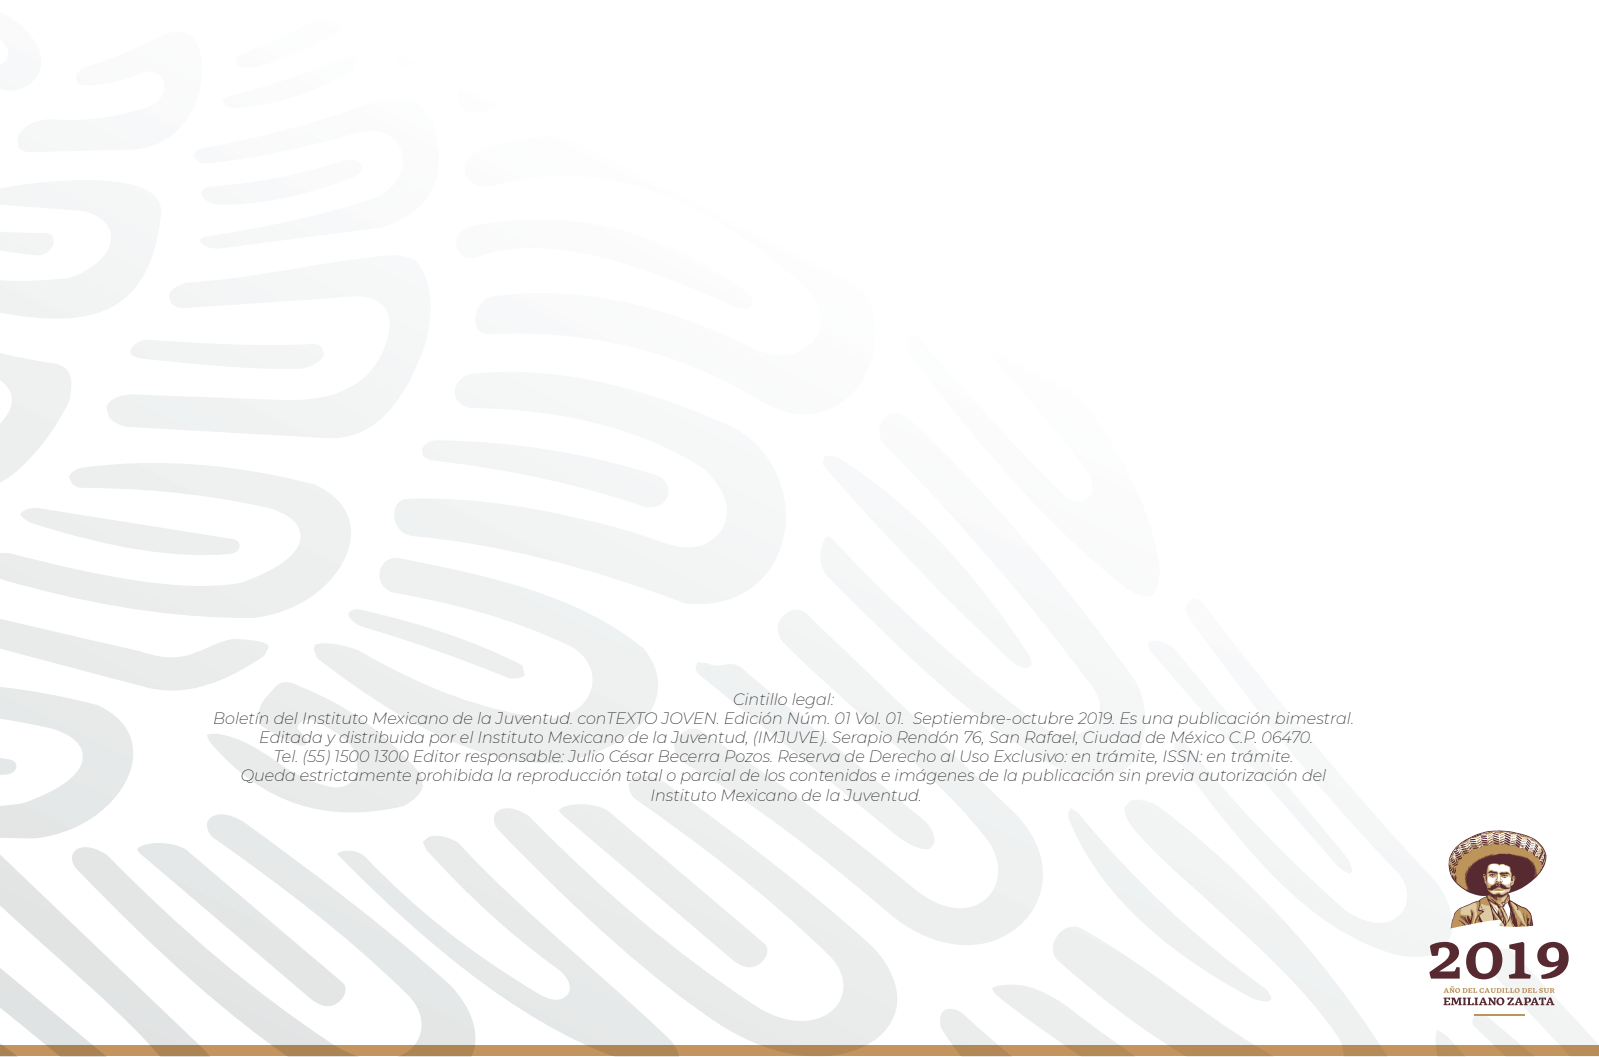 Cintillo legal:
Boletín del Instituto Mexicano de la Juventud. conTEXTO JOVEN. Edición Núm. 01 Vol. 01.  Septiembre-octubre 2019. Es una publicación bimestral.
Editada y distribuida por el Instituto Mexicano de la Juventud, (IMJUVE). Serapio Rendón 76, San Rafael, Ciudad de México C.P. 06470.
Tel. (55) 1500 1300 Editor responsable: Julio César Becerra Pozos. Reserva de Derecho al Uso Exclusivo: en trámite, ISSN: en trámite.
Queda estrictamente prohibida la reproducción total o parcial de los contenidos e imágenes de la publicación sin previa autorización del
Instituto Mexicano de la Juventud.
2019
AÑO DEL CAUDILLO DEL SUR
EMILIANO ZAPATA